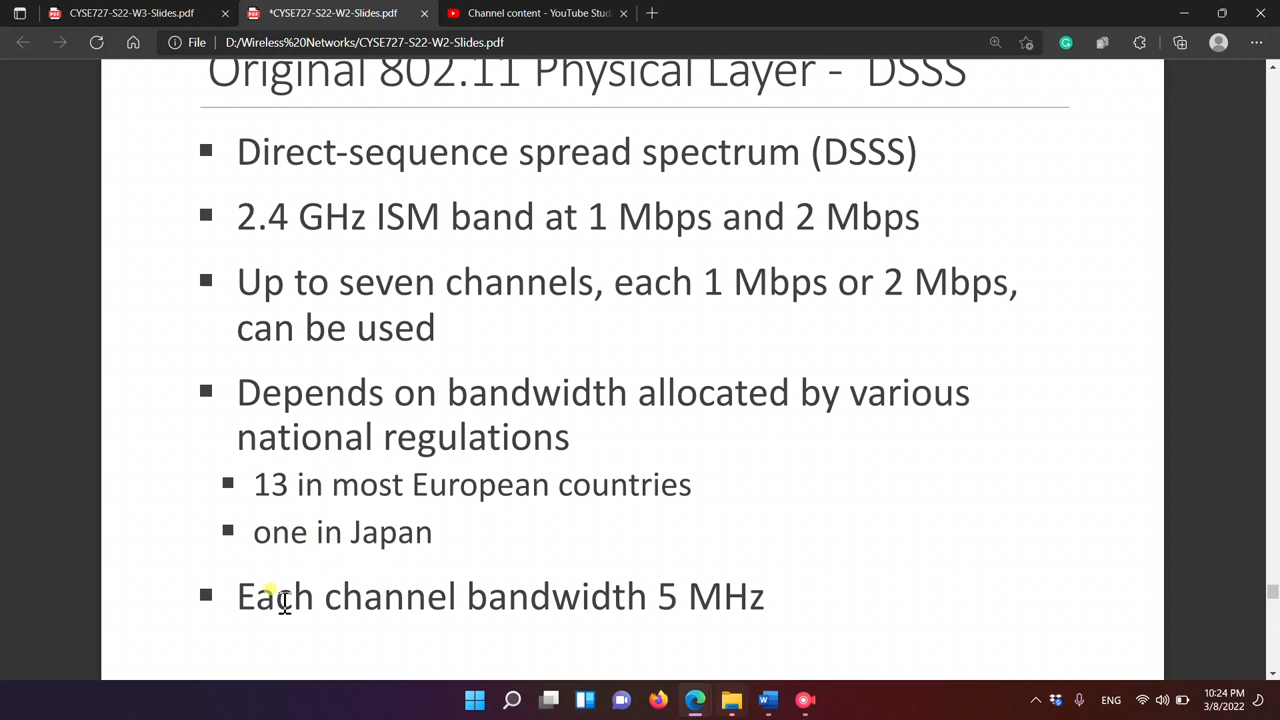 CYSE727-S22-W3-Slides.pdf
*CYSE727-S22-W2-Slides.pdf
Channel content - YouTube Stud
File
D:/Wireless%20Networks/CYSE727-S22-W2-Slides.pdf
Original 802.11 Physical Layer - DSSS
▪ Direct-sequence spread spectrum (DSSS)
▪ 2.4 GHz ISM band at 1 Mbps and 2 Mbps
▪ Up to seven channels, each 1 Mbps or 2 Mbps,
can be used
▪ Depends on bandwidth allocated by various
national regulations
▪ 13 in most European countries
▪ one in Japan
▪ Each channel bandwidth 5 MHz
ENG
10:24 PM
3/8/2022